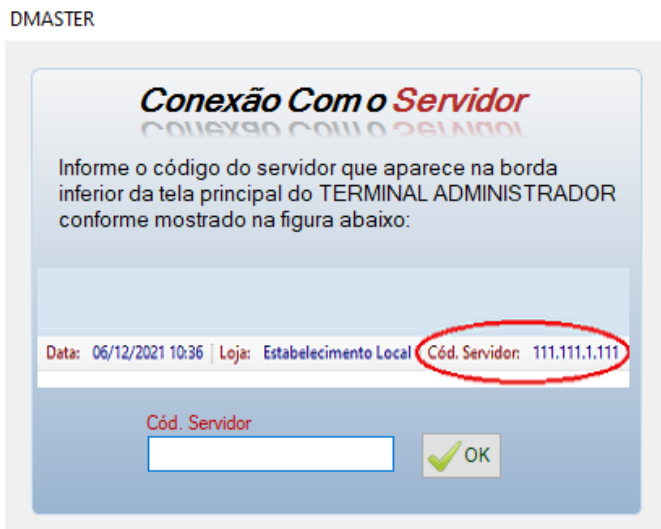 DMASTER
Conexão Com o Servidor
Informe o código do servidor que aparece na borda
inferior da tela principal do TERMINAL ADMINISTRADOR
conforme mostrado na figura abaixo:
Data: 06/12/2021 10:36 | Loja: Estabelecimento Local Cód. Servidor: 111.111.1.111
Cód. Servidor
OK